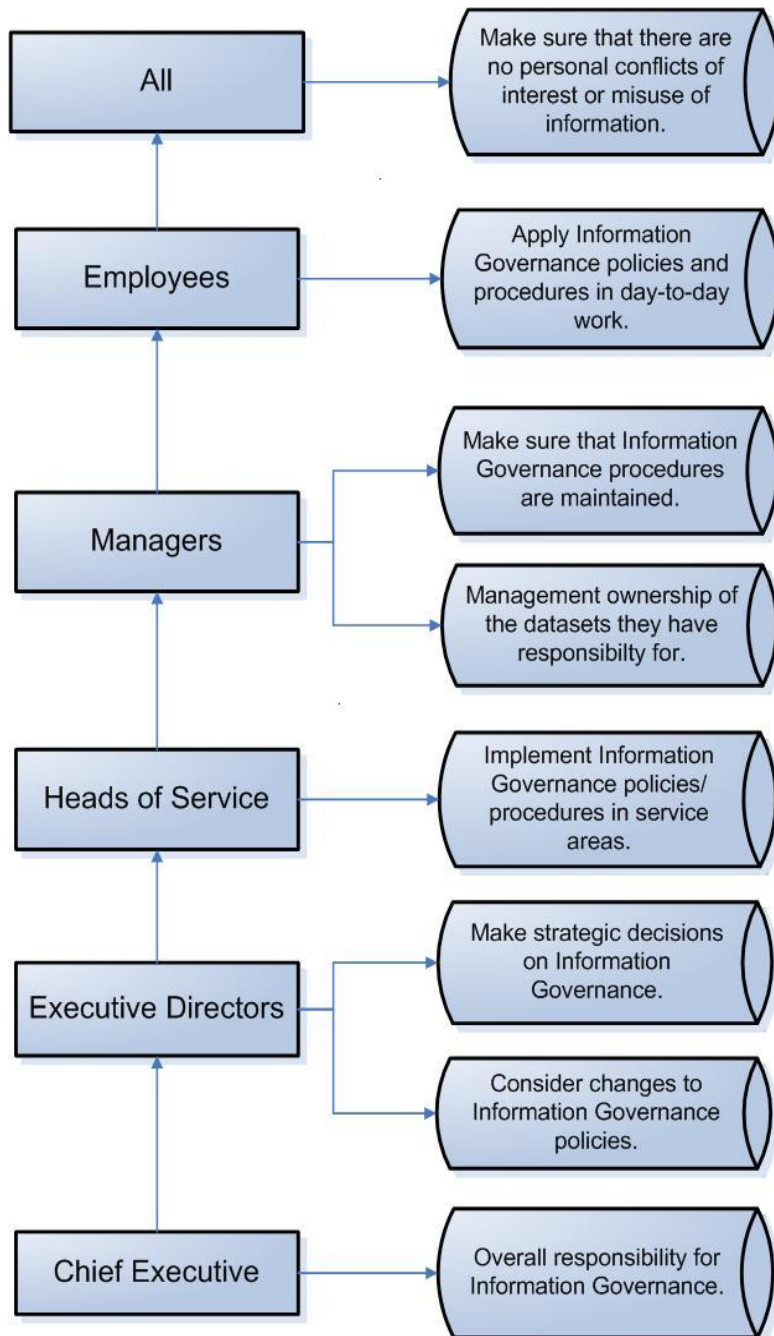 All
Make sure that there are
no personal conflicts of
interest or misuse of
information.
Employees
Apply Information
Governance policies and
procedures in day-to-day
work.
Managers
Make sure that Information
Governance procedures
are maintained.
Management ownership of
the datasets they have
responsibilty for.
Heads of Service
Implement Information
Governance policies/
procedures in service
areas.
Executive Directors
Make strategic decisions
on Information
Governance.
Consider changes to
Information Governance
policies.
Chief Executive
Overall responsibility for
Information Governance.